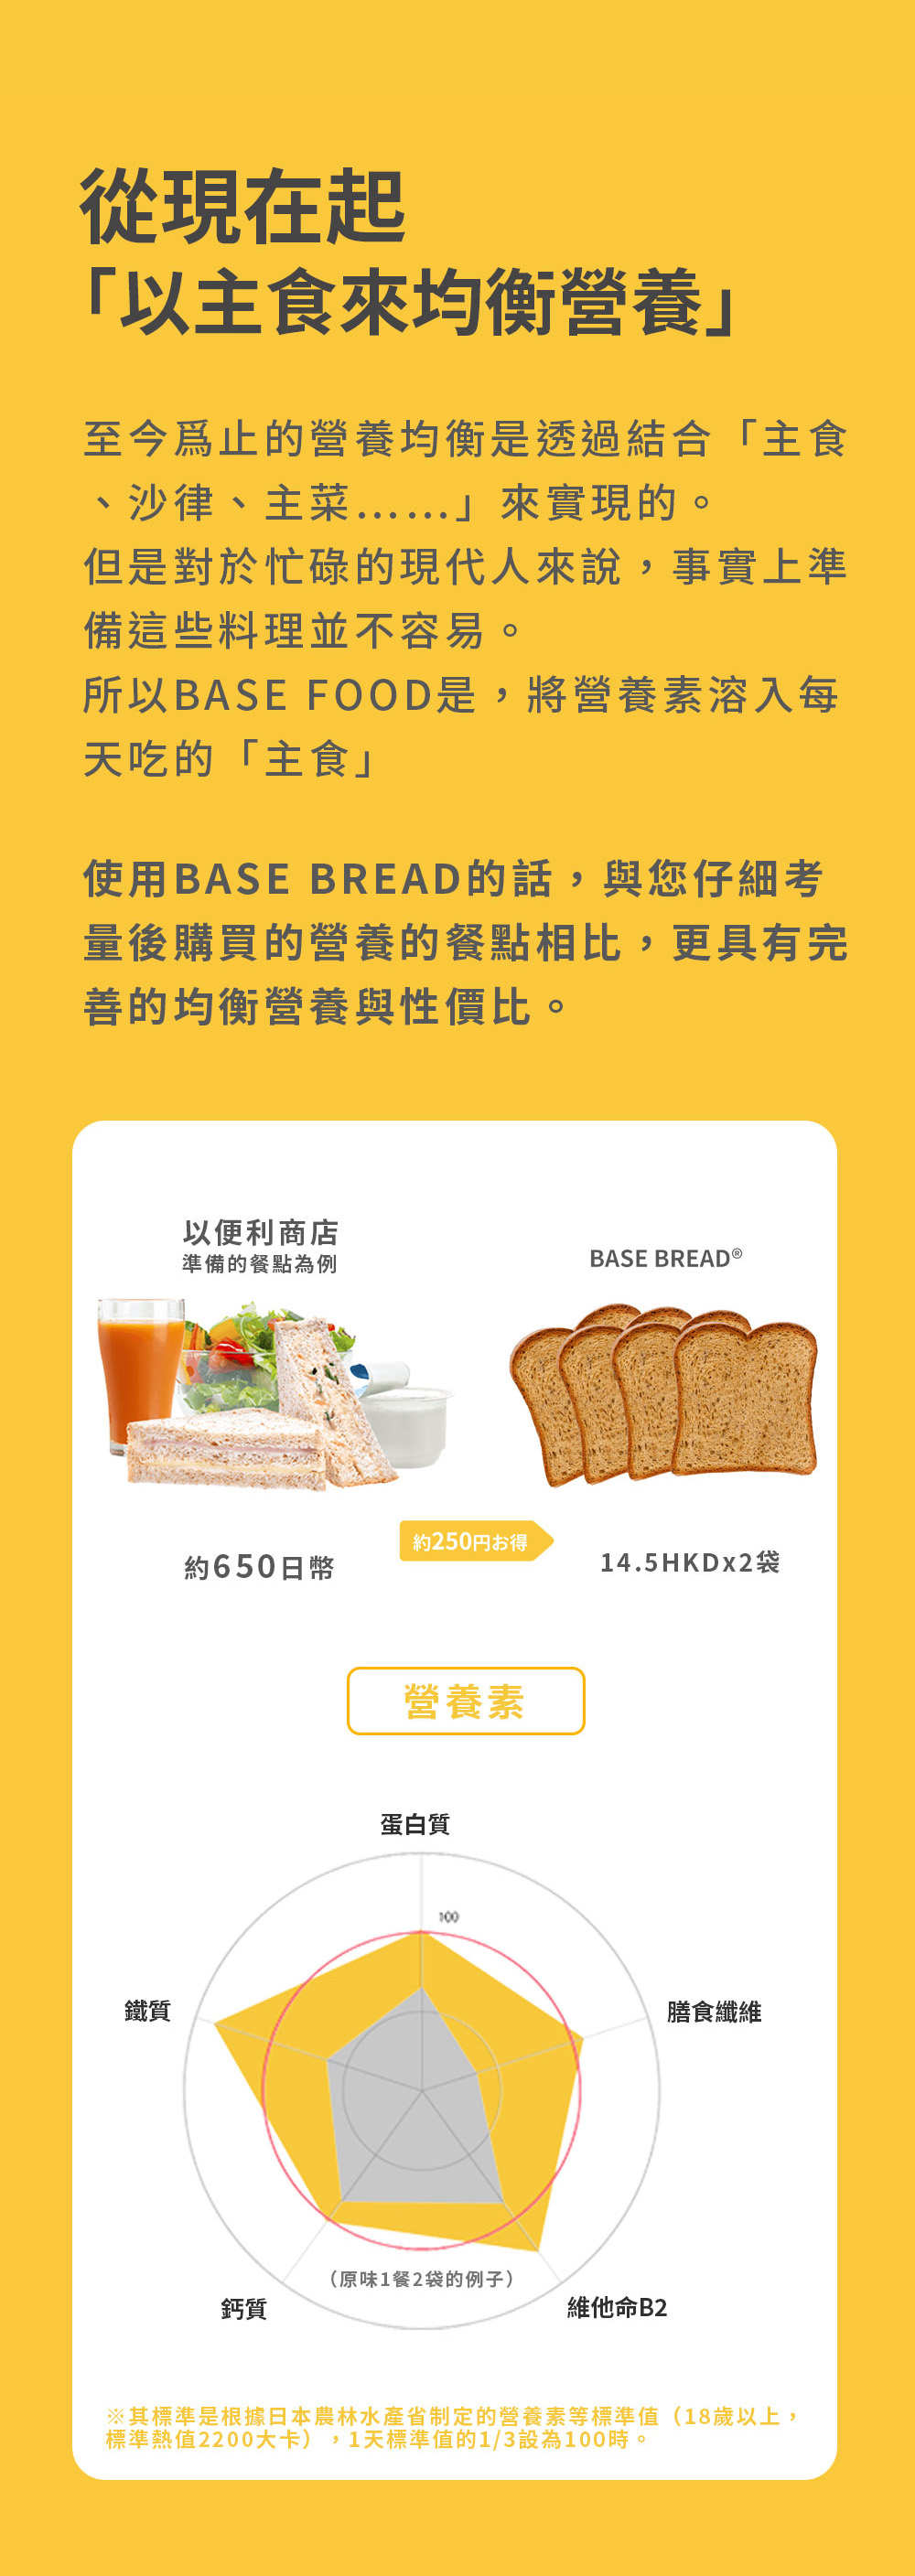 從現在起
「以主食來均衡營養」
至今爲止的營養均衡是透過結合「主食
、沙律、主菜……」來實現的。
但是對於忙碌的現代人來說，事實上準
備這些料理並不容易。
所以BASE FOOD是，將營養素溶入每
天吃的「主食」
使用BASE BREAD的話，與您仔細考
量後購買的營養的餐點相比，更具有完
善的均衡營養與性價比。
以便利商店
準備的餐點為例
BASE BREAD®
約650日幣
約250円お得
14.5HKDx2袋
營養素
蛋白質
100
鐵質
膳食纖維
（原味1餐2袋的例子）
鈣質
維他命B2
※其標準是根據日本農林水產省制定的營養素等標準值（18歲以上，
標準熱值2200大卡），1天標準值的1/3設為100時。